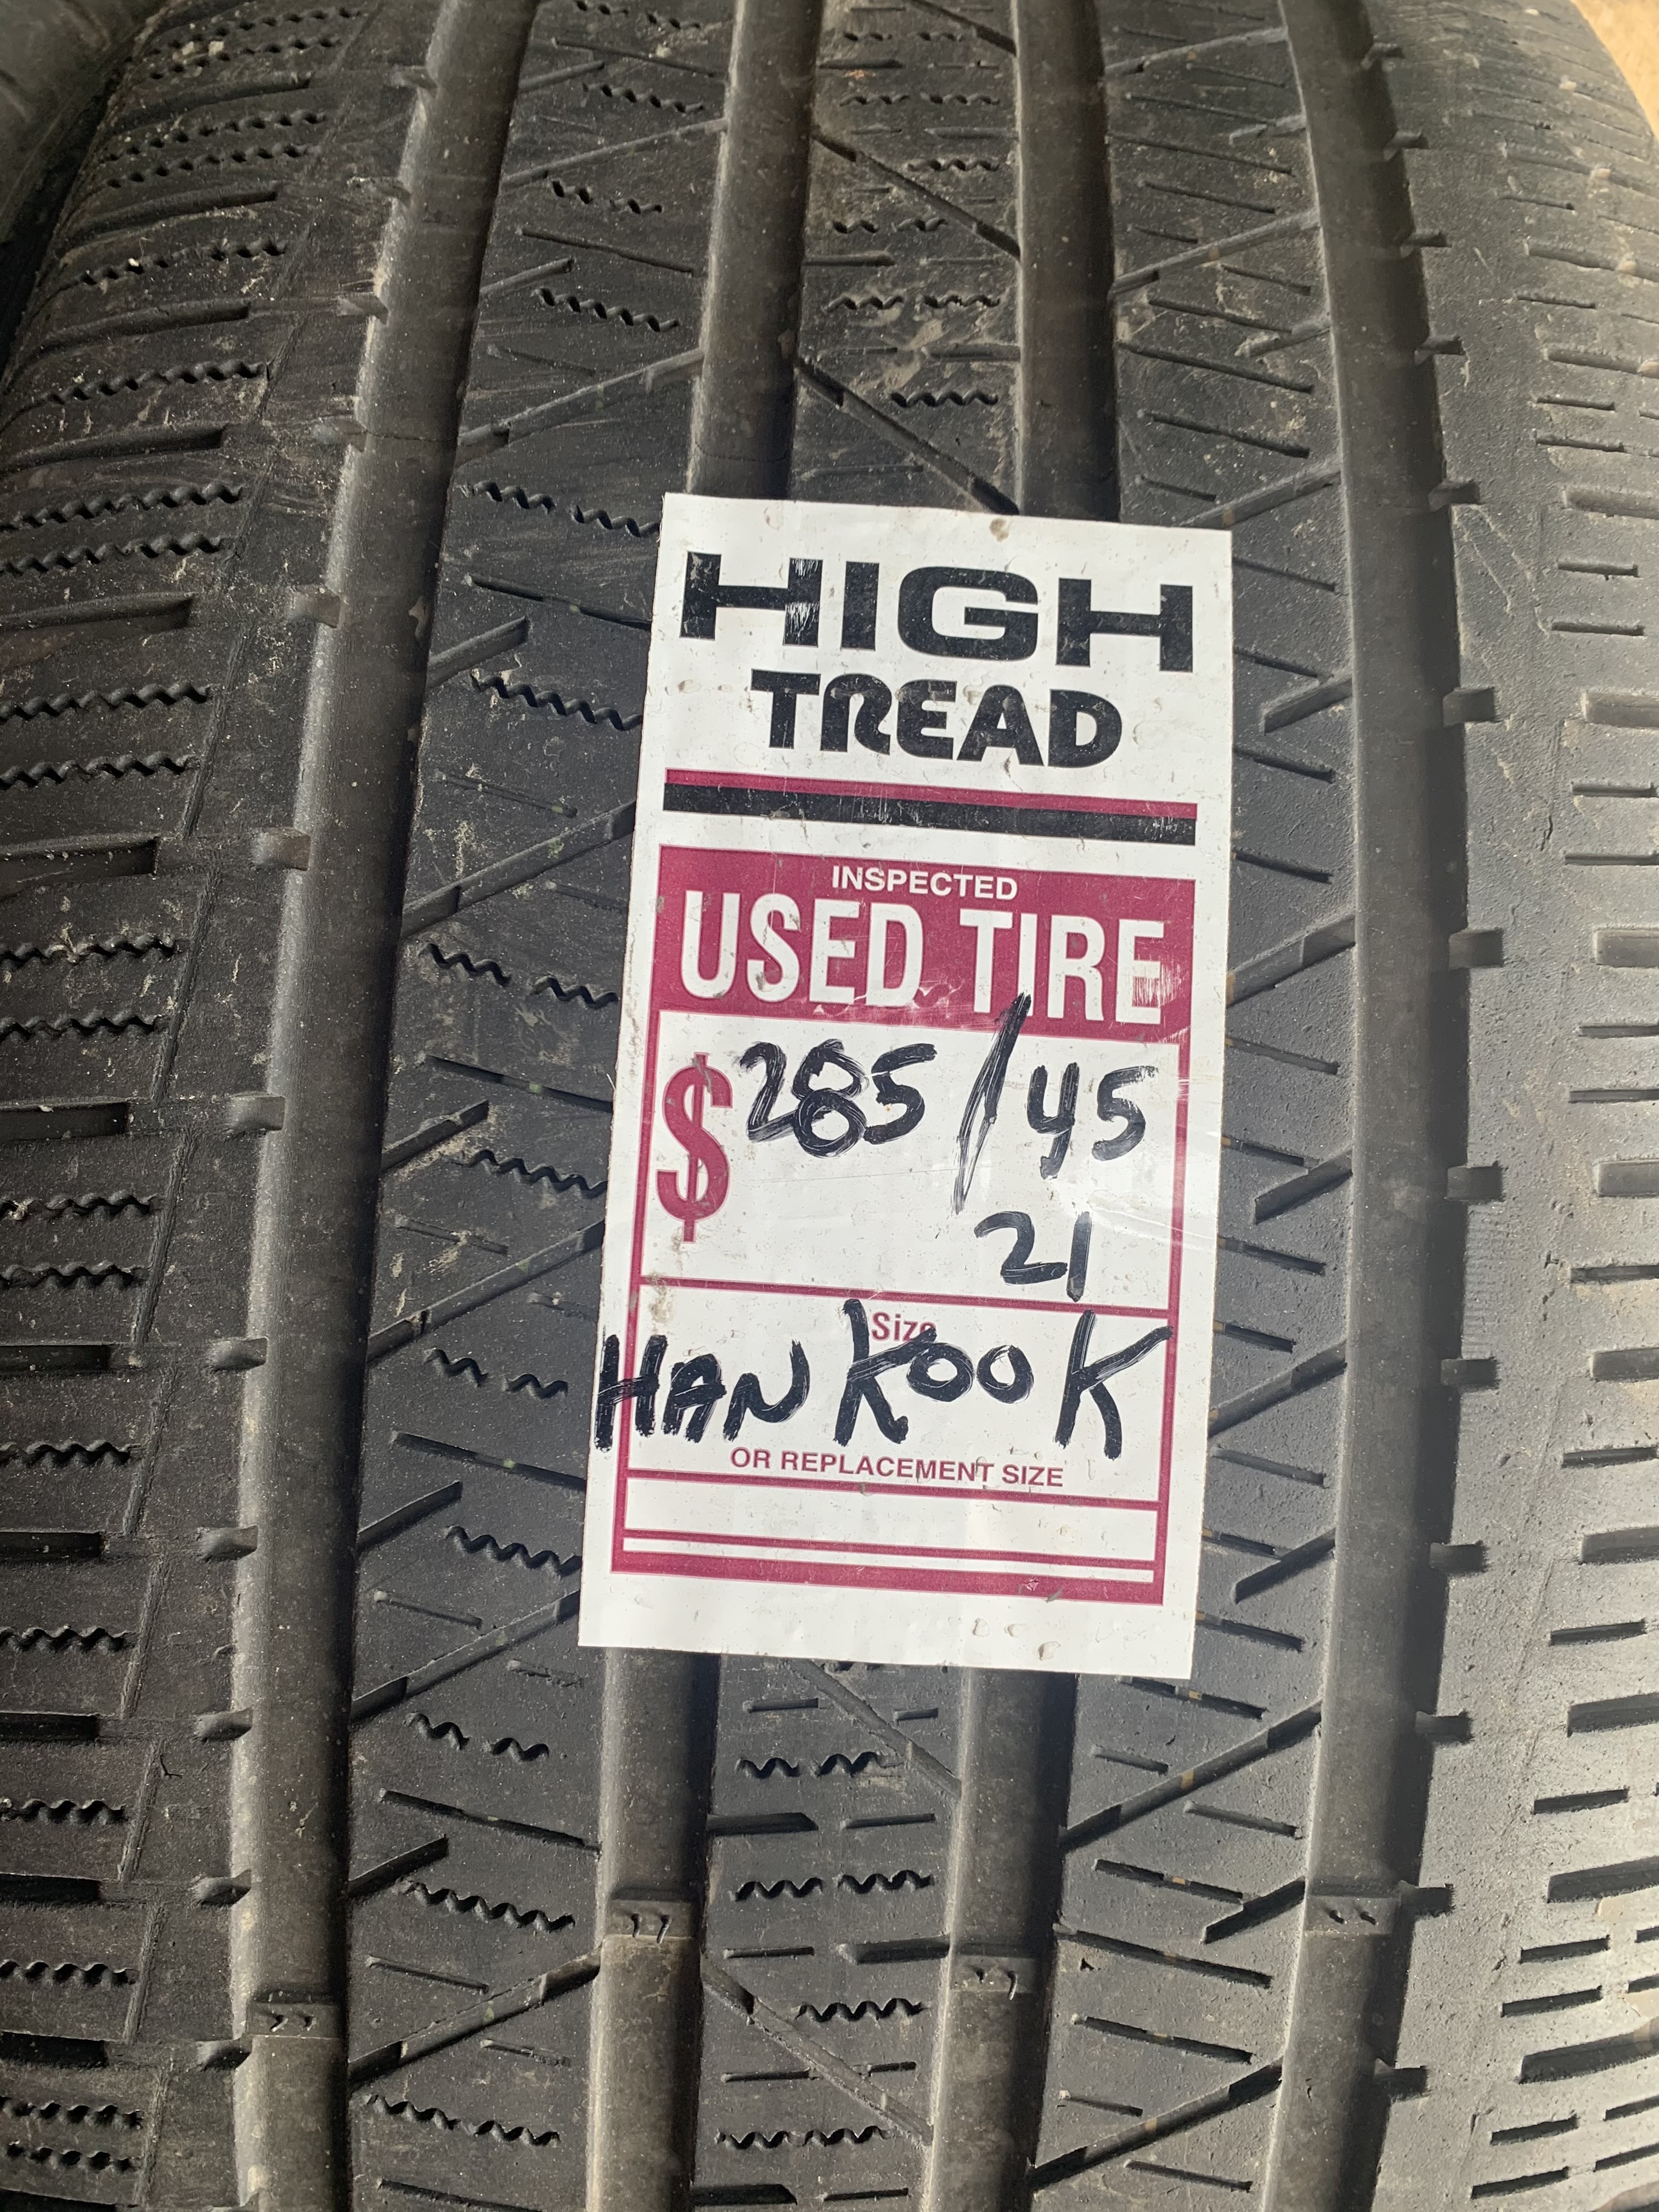 HIGH
TREAD
INSPECTED
USED TIRE
$ 285/45
21
Size
HANKOOK
OR REPLACEMENT SIZE